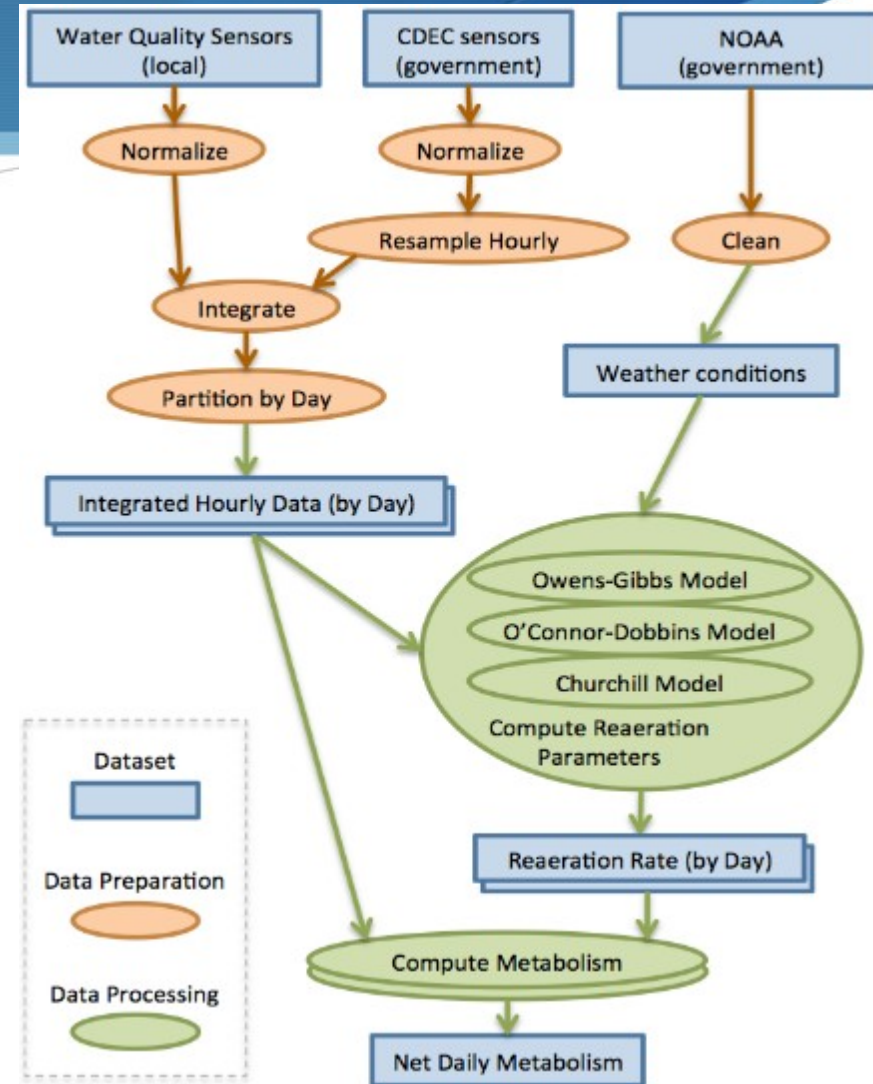 Water Quality Sensors
(local)
CDEC sensors
(government)
NOAA
(government)
Normalize
Normalize
Resample Hourly
Clean
Integrate
Partition by Day
Weather conditions
Integrated Hourly Data (by Day)
Owens-Gibbs Model
O'Connor-Dobbins Model
Churchill Model
Compute Reaeration
Parameters
Reaeration Rate (by Day)
Compute Metabolism
Net Daily Metabolism
Dataset
Data Preparation
Data Processing